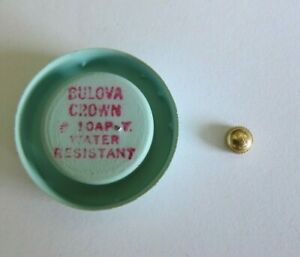 BULOVA
CROWN
# 10AP-Y.
WATER
RESISTANT